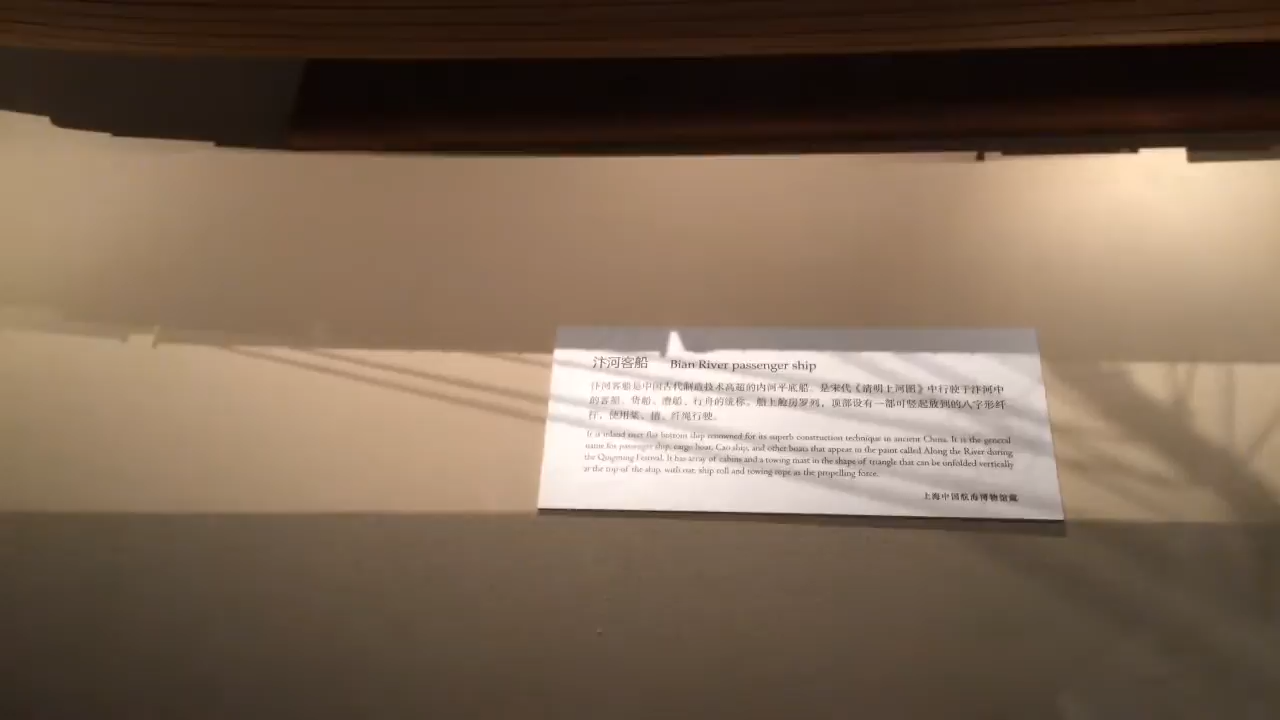 汴河客船 Bian River passenger ship
汴河客船是中国古代制造技术高超的内河平底船。是宋代《清明上河图》中行驶于汴河中
的客船、货船、漕船、行舟的统称。船上舱房罗列，顶部设有一部可竖起放到的八字形纤
行，使用桨、橹、纤绳行驶。
It is inland river flat bottom ship renowned for its superb construction technique in ancient China. It is the general
name for passenger ship, cargo boat, Cao ship, and other boats that appear in the paint called Along the River during
the Qingming Festival. It has array of cabins and a towing mast in the shape of triangle that can be unfolded vertically
at the top of the ship, with oar, ship roll and towing rope as the propelling force.
上海中国航海博物馆藏